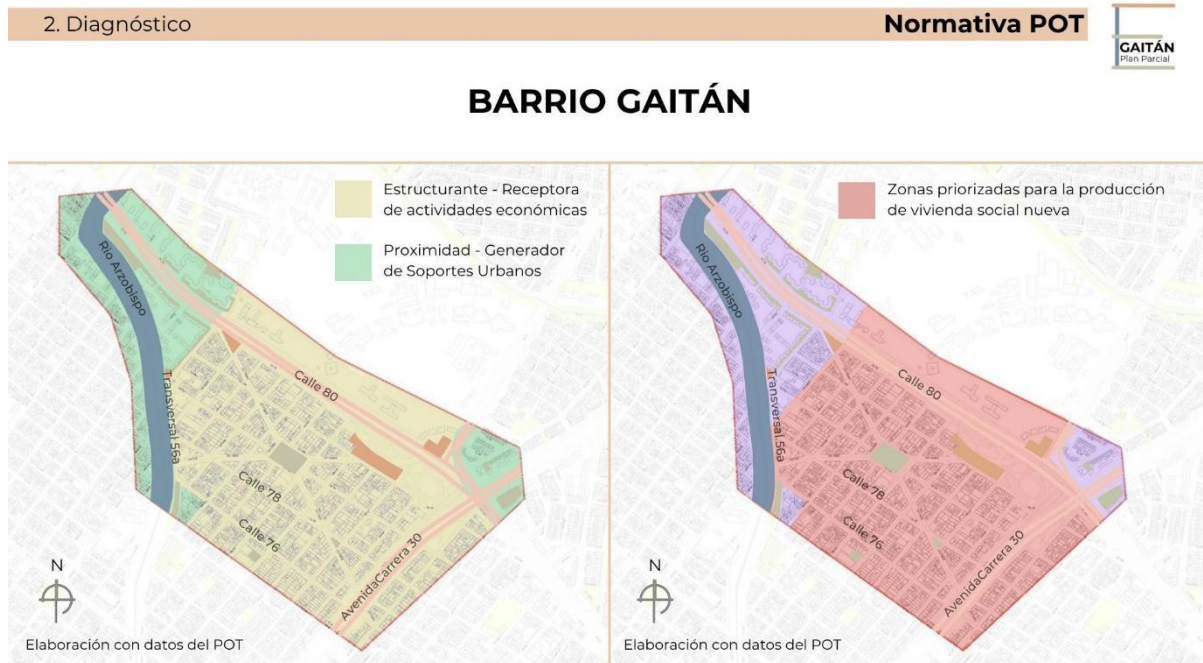 2. Diagnóstico
Normativa POT
GAITÁN
Plan Parcial
BARRIO GAITÁN
Estructurante - Receptora
de actividades económicas
Proximidad - Generador
de Soportes Urbanos
Rio Arzobispo
Transversal 56a
Calle 80
Calle 78
Calle 76
AvenidaCarrera 30
N
Elaboración con datos del POT
Zonas priorizadas para la producción
de vivienda social nueva
Rio Arzobispo
Transversal 56a
Calle 80
Calle 78
Calle 76
AvenidaCarrera 30
N
Elaboración con datos del POT